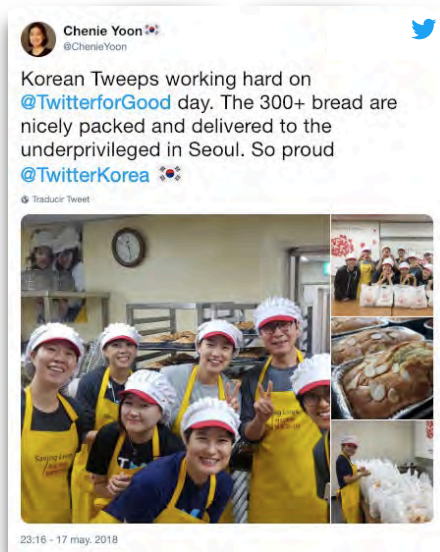 Chenie Yoon🇰🇷
@ChenieYoon
Korean Tweeps working hard on
@TwitterforGood day. The 300+ bread are
nicely packed and delivered to the
underprivileged in Seoul. So proud
@TwitterKorea 🇰🇷
Traducir Tweet
23:16 - 17 may. 2018